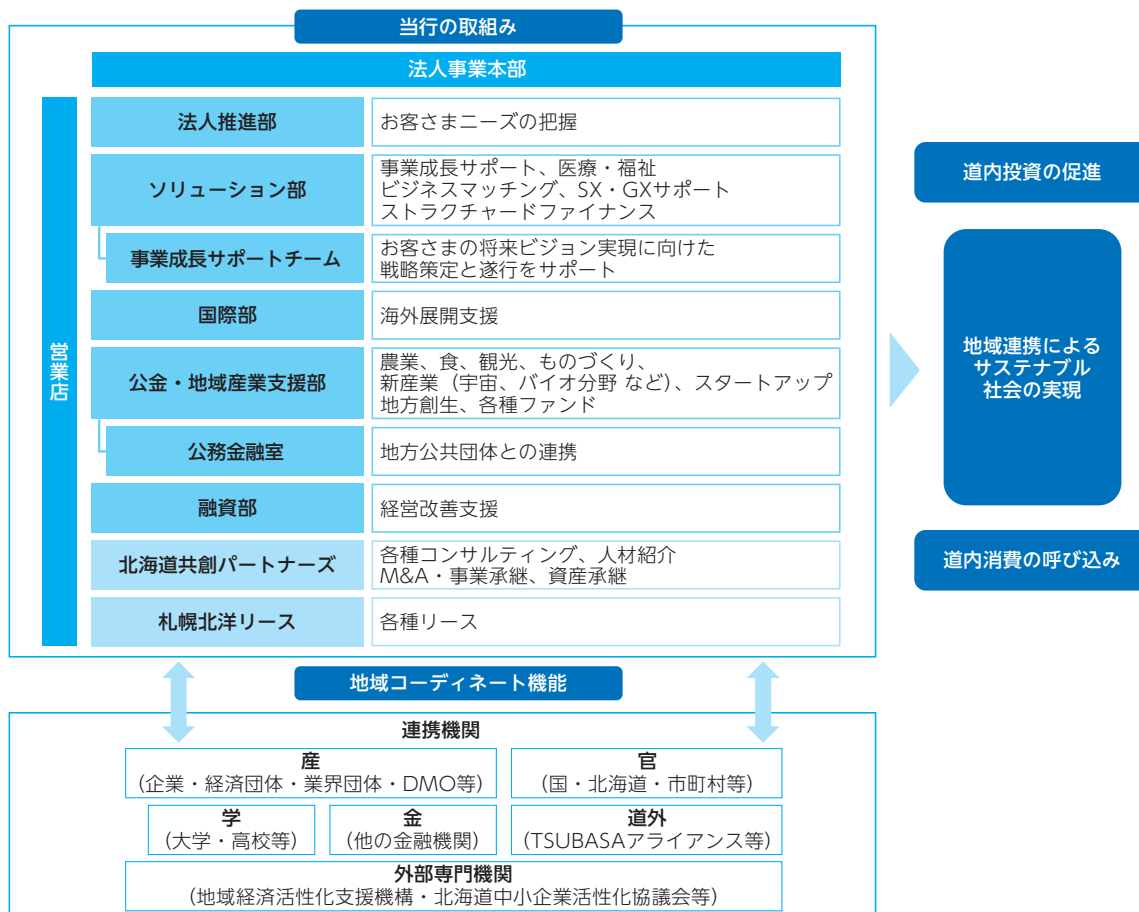 当行の取組み
法人事業本部
営業店
法人推進部
お客さまニーズの把握
ソリューション部
事業成長サポート、医療・福祉
ビジネスマッチング、SX・GXサポート
ストラクチャードファイナンス
事業成長サポートチーム
お客さまの将来ビジョン実現に向けた
戦略策定と遂行をサポート
国際部
海外展開支援
公金・地域産業支援部
農業、食、観光、ものづくり、
新産業（宇宙、バイオ分野 など）、スタートアップ
地方創生、各種ファンド
公務金融室
地方公共団体との連携
融資部
経営改善支援
北海道共創パートナーズ
各種コンサルティング、人材紹介
M&A・事業承継、資産承継
札幌北洋リース
各種リース
道内投資の促進
地域連携による
サステナブル
社会の実現
道内消費の呼び込み
地域コーディネート機能
連携機関
産
（企業・経済団体・業界団体・DMO等）
官
（国・北海道・市町村等）
学
（大学・高校等）
金
（他の金融機関）
道外
（TSUBASAアライアンス等）
外部専門機関
（地域経済活性化支援機構・北海道中小企業活性化協議会等）